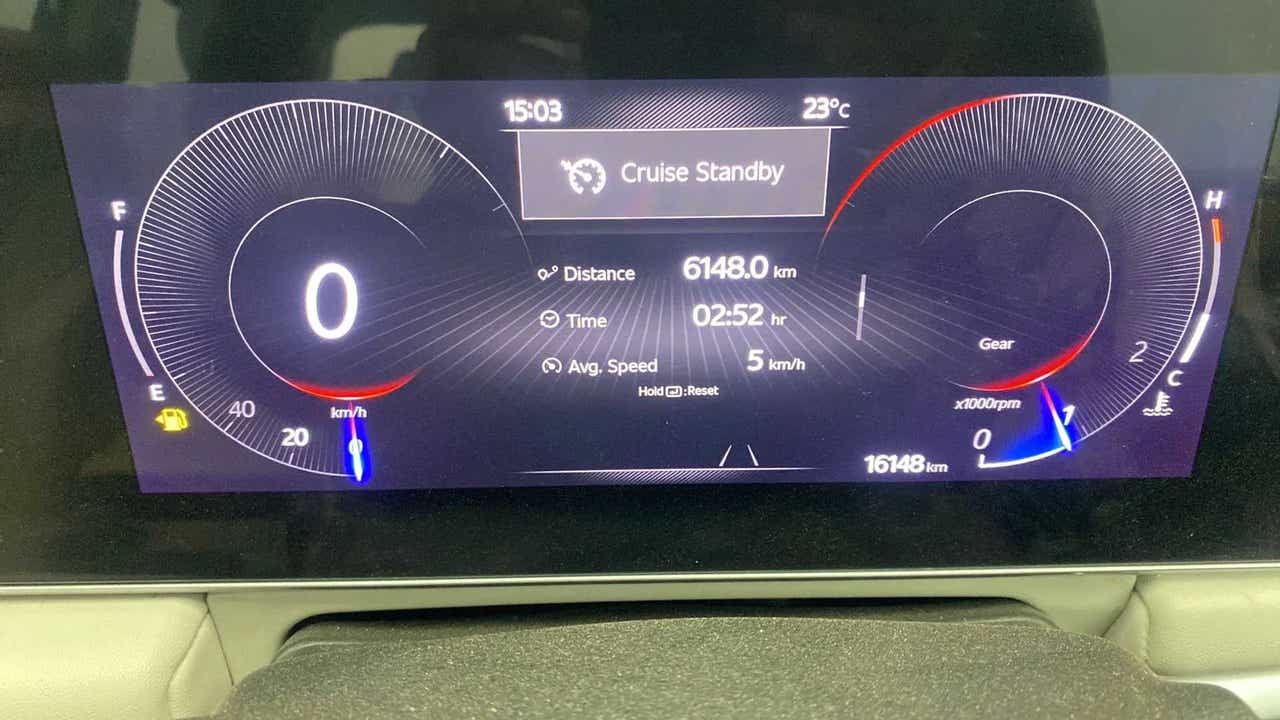 15:03
23°C
Cruise Standby
F
H
Distance 6148.0 km
0
Time 02:52 hr
Gear
2
Avg. Speed 5 km/h
Hold :Reset
E
C
40
km/h
x1000rpm
1
20
0
0
16148 km